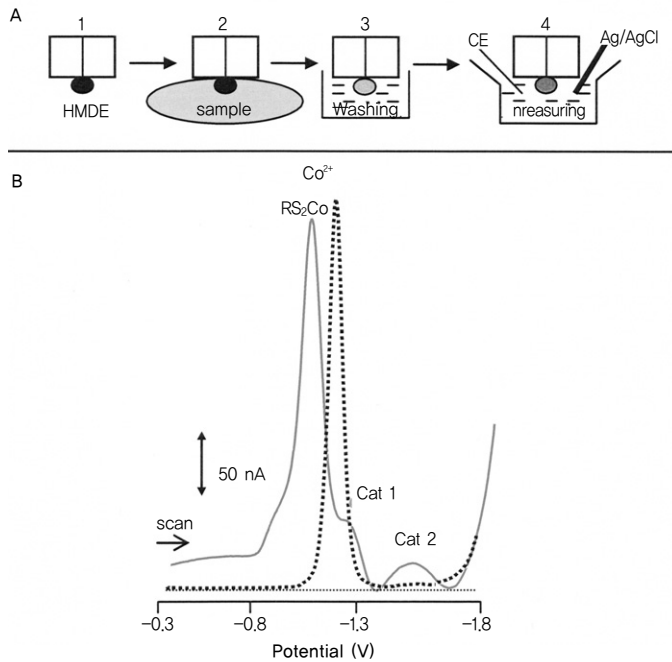 A
1
2
3
4
CE
Ag/AgCl
HMDE
sample
Washing
nreasuring
B
Co²⁺
RS₂Co
50 nA
Cat 1
scan
Cat 2
−0.3
−0.8
−1.3
−1.8
Potential (V)